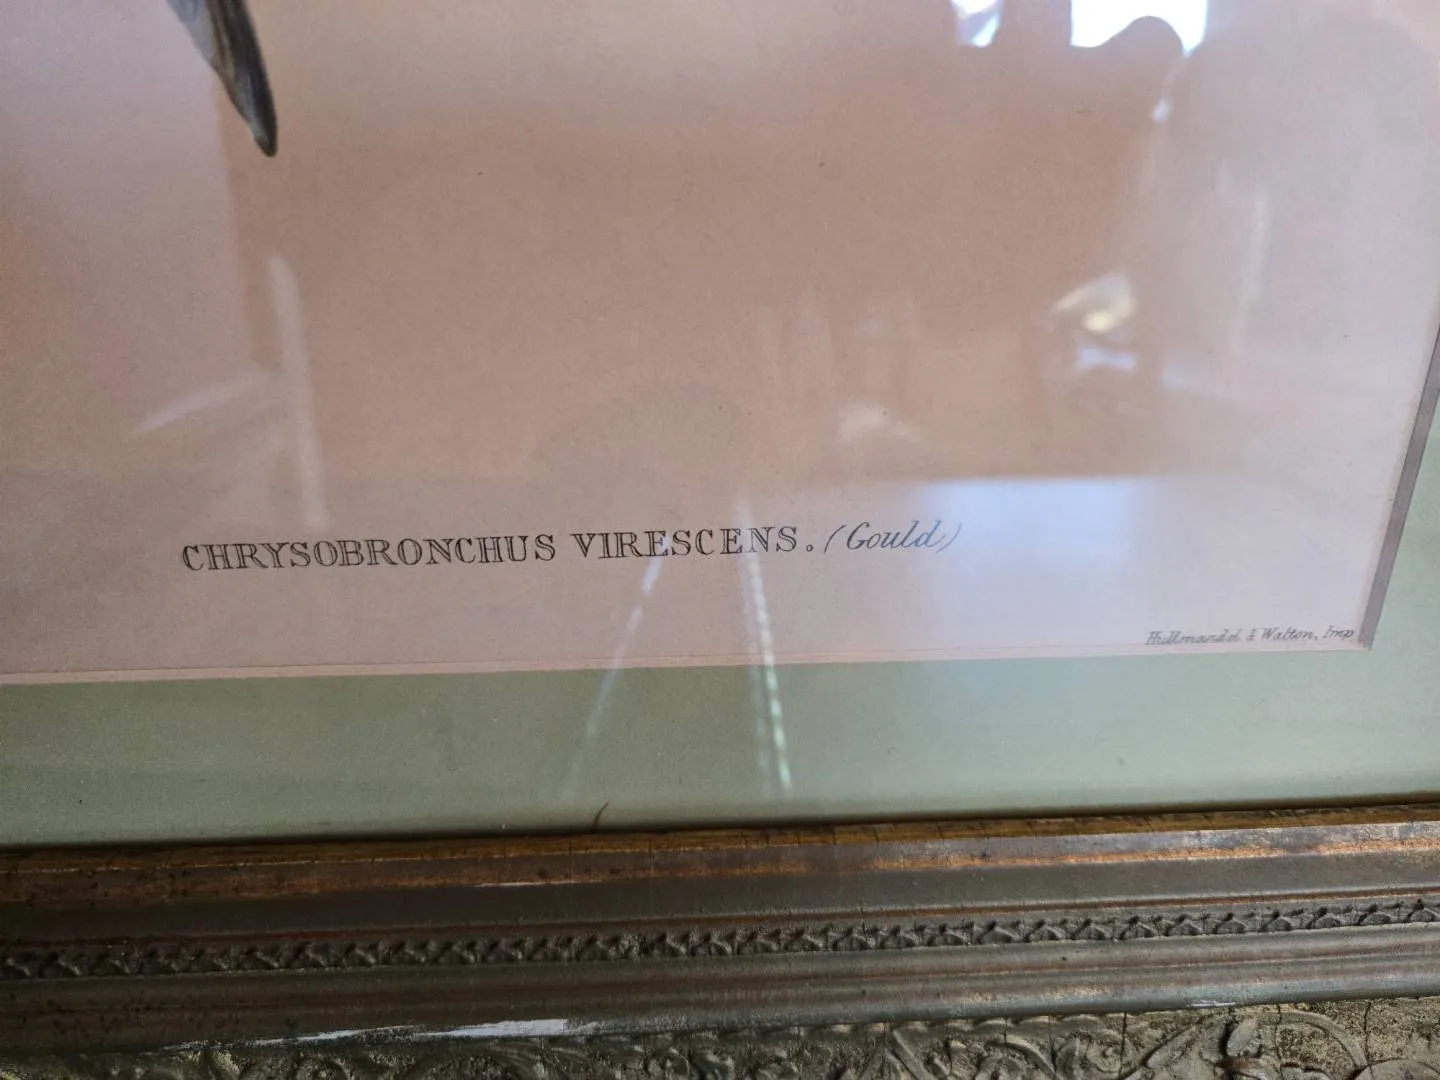 CHRYSOBRONCHUS VIRESCENS. (Gould)
Hullmandel & Walton, Imp